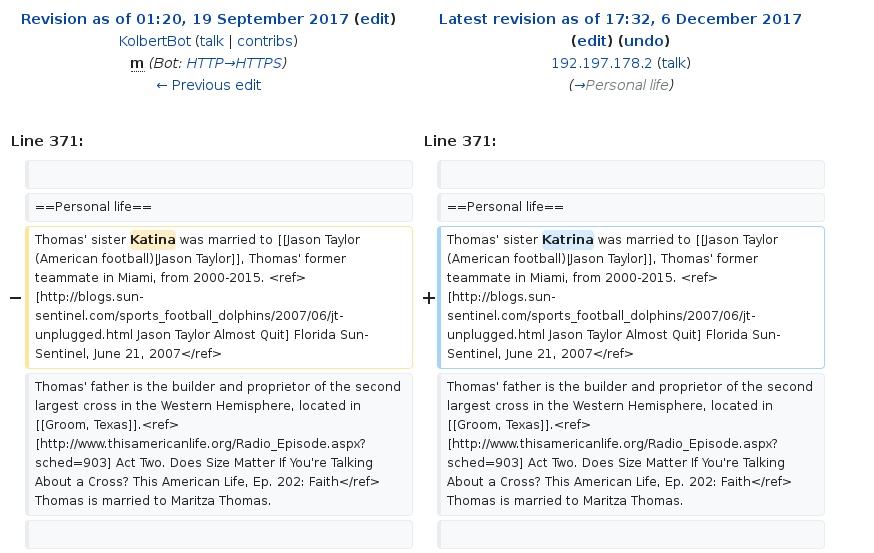 Revision as of 01:20, 19 September 2017 (edit)
KolbertBot (talk | contribs)
m (Bot: HTTP→HTTPS)
← Previous edit
Latest revision as of 17:32, 6 December 2017
(edit) (undo)
192.197.178.2 (talk)
(→Personal life)
Line 371:
Line 371:
==Personal life==
==Personal life==
− Thomas' sister Katina was married to [[Jason Taylor
(American football)|Jason Taylor]], Thomas' former
teammate in Miami, from 2000-2015. <ref>
[http://blogs.sun-
sentinel.com/sports_football_dolphins/2007/06/jt-
unplugged.html Jason Taylor Almost Quit] Florida Sun-
Sentinel, June 21, 2007</ref>
+ Thomas' sister Katrina was married to [[Jason Taylor
(American football)|Jason Taylor]], Thomas' former
teammate in Miami, from 2000-2015. <ref>
[http://blogs.sun-
sentinel.com/sports_football_dolphins/2007/06/jt-
unplugged.html Jason Taylor Almost Quit] Florida Sun-
Sentinel, June 21, 2007</ref>
Thomas' father is the builder and proprietor of the second
largest cross in the Western Hemisphere, located in
[[Groom, Texas]].<ref>
[http://www.thisamericanlife.org/Radio_Episode.aspx?
sched=903] Act Two. Does Size Matter If You're Talking
About a Cross? This American Life, Ep. 202: Faith</ref>
Thomas is married to Maritza Thomas.
Thomas' father is the builder and proprietor of the second
largest cross in the Western Hemisphere, located in
[[Groom, Texas]].<ref>
[http://www.thisamericanlife.org/Radio_Episode.aspx?
sched=903] Act Two. Does Size Matter If You're Talking
About a Cross? This American Life, Ep. 202: Faith</ref>
Thomas is married to Maritza Thomas.